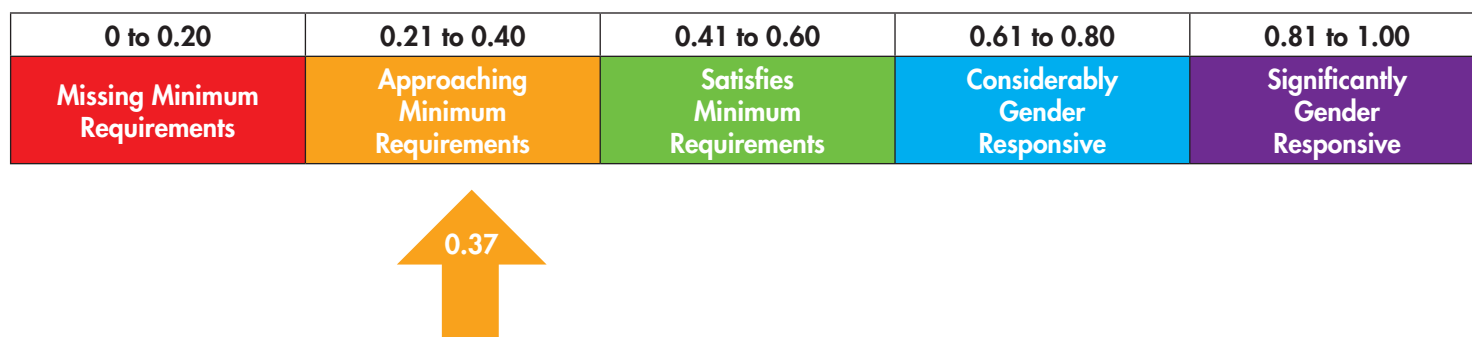 0 to 0.20
0.21 to 0.40
0.41 to 0.60
0.61 to 0.80
0.81 to 1.00
Missing Minimum
Requirements
Approaching
Minimum
Requirements
Satisfies
Minimum
Requirements
Considerably
Gender
Responsive
Significantly
Gender
Responsive
0.37